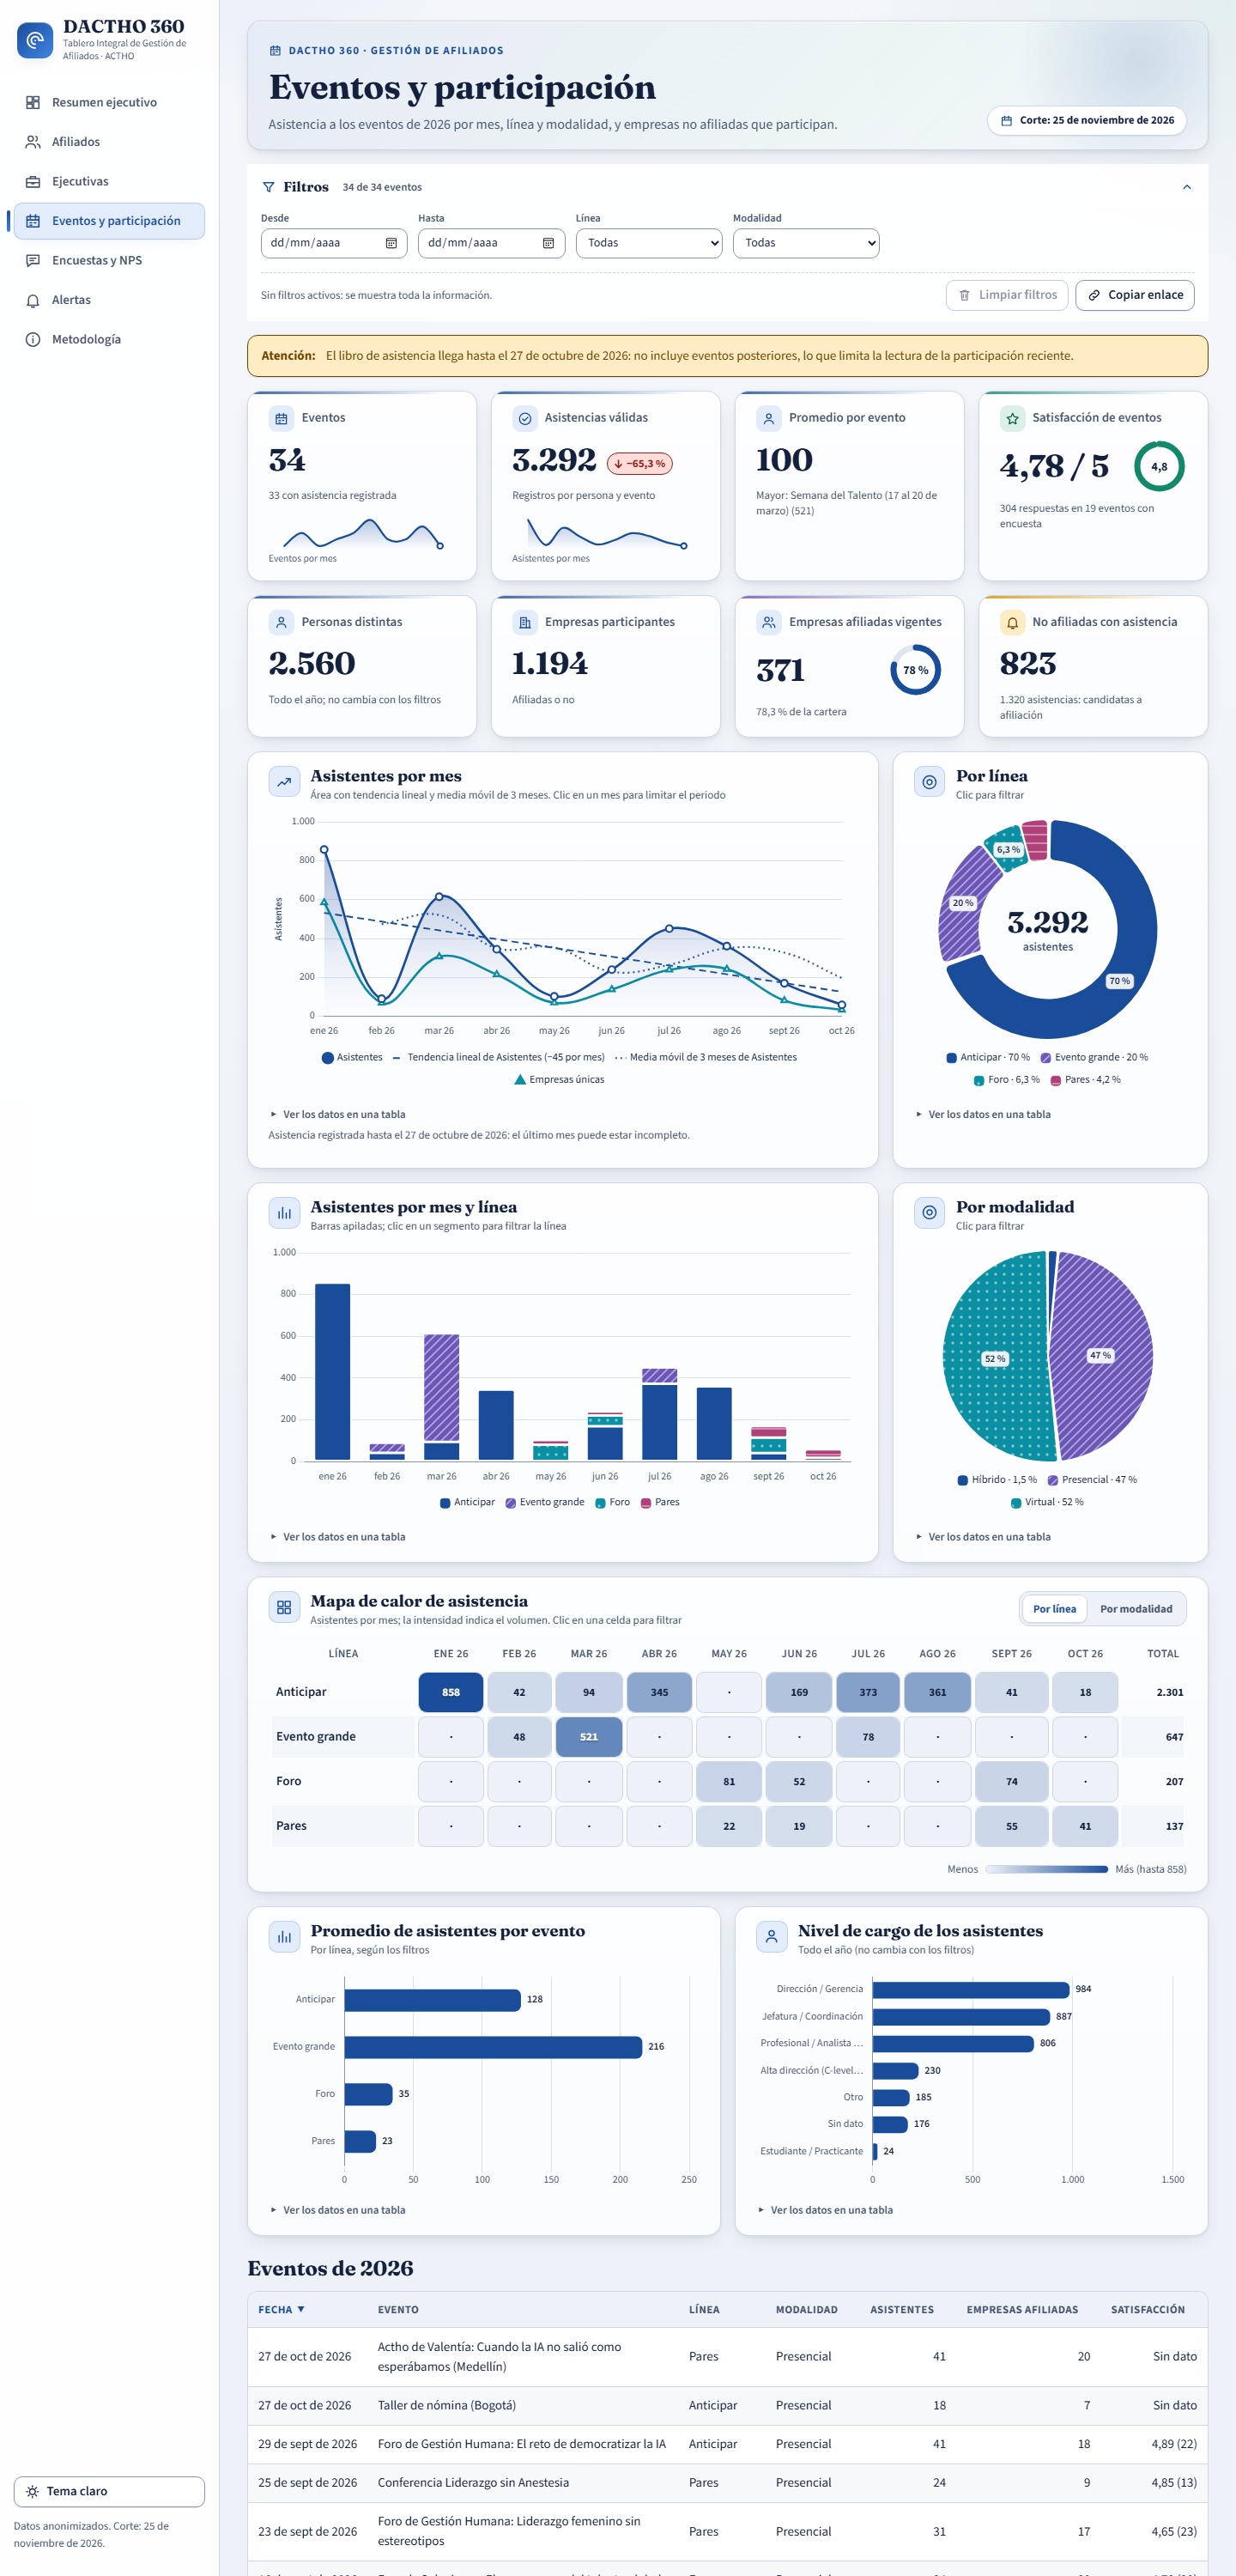 DACTHO 360
Tablero Integral de Gestión de
Afiliados · ACTHO
Resumen ejecutivo
Afiliados
Ejecutivas
Eventos y participación
Encuestas y NPS
Alertas
Metodología
DACTHO 360 · GESTIÓN DE AFILIADOS
Eventos y participación
Asistencia a los eventos de 2026 por mes, línea y modalidad, y empresas no afiliadas que participan.
Corte: 25 de noviembre de 2026
Filtros 34 de 34 eventos
Desde Hasta Línea Modalidad
dd/mm/aaaa dd/mm/aaaa Todas Todas
Sin filtros activos: se muestra toda la información.
Limpiar filtros Copiar enlace
Atención: El libro de asistencia llega hasta el 27 de octubre de 2026: no incluye eventos posteriores, lo que limita la lectura de la participación reciente.
Eventos
34
33 con asistencia registrada
Eventos por mes
Asistencias válidas
3.292 ↓ −65,3 %
Registros por persona y evento
Asistentes por mes
Promedio por evento
100
Mayor: Semana del Talento (17 al 20 de
marzo) (521)
Satisfacción de eventos
4,78 / 5 4,8
304 respuestas en 19 eventos con
encuesta
Personas distintas
2.560
Todo el año; no cambia con los filtros
Empresas participantes
1.194
Afiliadas o no
Empresas afiliadas vigentes
371 78 %
78,3 % de la cartera
No afiliadas con asistencia
823
1.320 asistencias: candidatas a
afiliación
Asistentes por mes
Área con tendencia lineal y media móvil de 3 meses. Clic en un mes para limitar el periodo
Asistentes
1.000
800
600
400
200
0
ene 26 feb 26 mar 26 abr 26 may 26 jun 26 jul 26 ago 26 sept 26 oct 26
Asistentes Tendencia lineal de Asistentes (−45 por mes) Media móvil de 3 meses de Asistentes
Empresas únicas
Ver los datos en una tabla
Asistencia registrada hasta el 27 de octubre de 2026: el último mes puede estar incompleto.
Por línea
Clic para filtrar
6,3 %
20 %
3.292
asistentes
70 %
Anticipar · 70 % Evento grande · 20 %
Foro · 6,3 % Pares · 4,2 %
Ver los datos en una tabla
Asistentes por mes y línea
Barras apiladas; clic en un segmento para filtrar la línea
1.000
800
600
400
200
0
ene 26 feb 26 mar 26 abr 26 may 26 jun 26 jul 26 ago 26 sept 26 oct 26
Anticipar Evento grande Foro Pares
Ver los datos en una tabla
Por modalidad
Clic para filtrar
52 % 47 %
Híbrido · 1,5 % Presencial · 47 %
Virtual · 52 %
Ver los datos en una tabla
Mapa de calor de asistencia
Asistentes por mes; la intensidad indica el volumen. Clic en una celda para filtrar
Por línea Por modalidad
LÍNEA ENE 26 FEB 26 MAR 26 ABR 26 MAY 26 JUN 26 JUL 26 AGO 26 SEPT 26 OCT 26 TOTAL
Anticipar 858 42 94 345 · 169 373 361 41 18 2.301
Evento grande · 48 521 · · · 78 · · · 647
Foro · · · · 81 52 · · 74 · 207
Pares · · · · 22 19 · · 55 41 137
Menos Más (hasta 858)
Promedio de asistentes por evento
Por línea, según los filtros
Anticipar 128
Evento grande 216
Foro 35
Pares 23
0 50 100 150 200 250
Ver los datos en una tabla
Nivel de cargo de los asistentes
Todo el año (no cambia con los filtros)
Dirección / Gerencia 984
Jefatura / Coordinación 887
Profesional / Analista … 806
Alta dirección (C-level… 230
Otro 185
Sin dato 176
Estudiante / Practicante 24
0 500 1.000 1.500
Ver los datos en una tabla
Eventos de 2026
FECHA ▼ EVENTO LÍNEA MODALIDAD ASISTENTES EMPRESAS AFILIADAS SATISFACCIÓN
27 de oct de 2026 Actho de Valentía: Cuando la IA no salió como
esperábamos (Medellín) Pares Presencial 41 20 Sin dato
27 de oct de 2026 Taller de nómina (Bogotá) Anticipar Presencial 18 7 Sin dato
29 de sept de 2026 Foro de Gestión Humana: El reto de democratizar la IA Anticipar Presencial 41 18 4,89 (22)
25 de sept de 2026 Conferencia Liderazgo sin Anestesia Pares Presencial 24 9 4,85 (13)
23 de sept de 2026 Foro de Gestión Humana: Liderazgo femenino sin
estereotipos Pares Presencial 31 17 4,65 (23)
Tema claro
Datos anonimizados. Corte: 25 de
noviembre de 2026.